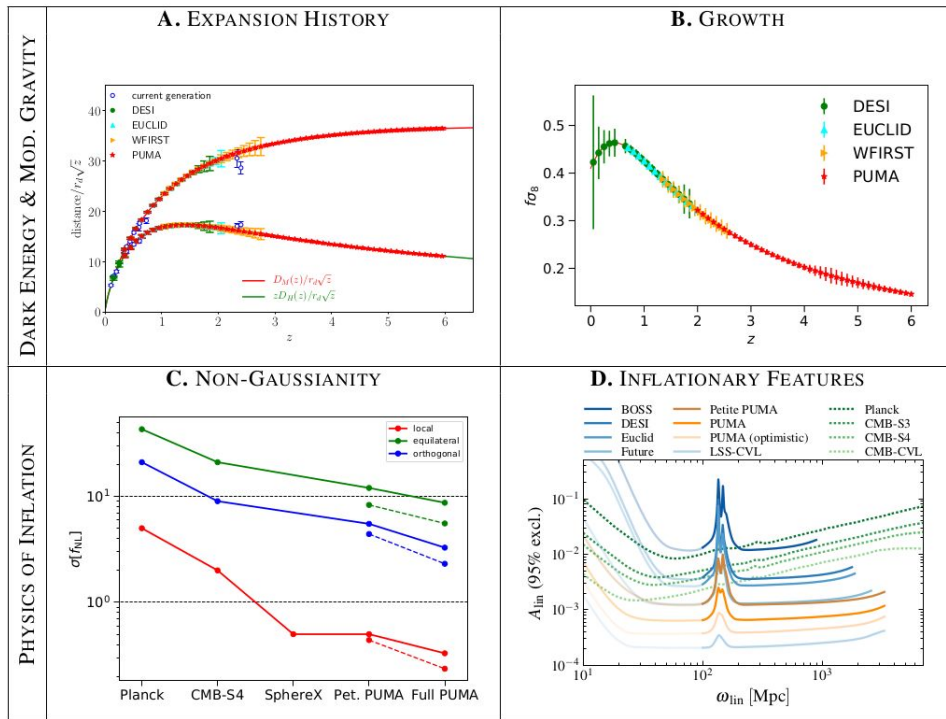 A. EXPANSION HISTORY
B. GROWTH
DARK ENERGY & MOD. GRAVITY
current generation
DESI
EUCLID
WFIRST
PUMA
distance/r_d√z
40
30
20
10
0
D_M(z)/r_d√z
zD_H(z)/r_d√z
0 1 2 3 4 5 6
z
DESI
EUCLID
WFIRST
PUMA
fσ8
0.5
0.4
0.3
0.2
0 1 2 3 4 5 6
z
C. NON-GAUSSIANITY
D. INFLATIONARY FEATURES
PHYSICS OF INFLATION
local
equilateral
orthogonal
σ[f_NL]
10^1
10^0
Planck CMB-S4 SphereX Pet. PUMA Full PUMA
BOSS Petite PUMA Planck
DESI PUMA CMB-S3
Euclid PUMA (optimistic) CMB-S4
Future LSS-CVL CMB-CVL
A_lin (95% excl.)
10^-1
10^-2
10^-3
10^-4
10^1 10^2 10^3
ω_lin [Mpc]